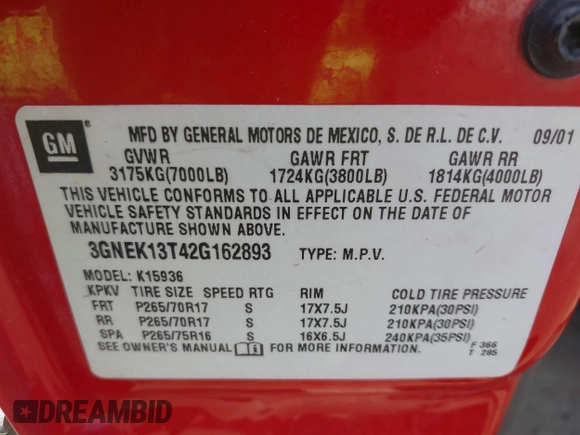 GM ® MFD BY GENERAL MOTORS DE MEXICO, S. DE R.L. DE C.V. 09/01
GVWR GAWR FRT GAWR RR
3175KG(7000LB) 1724KG(3800LB) 1814KG(4000LB)
THIS VEHICLE CONFORMS TO ALL APPLICABLE U.S. FEDERAL MOTOR
VEHICLE SAFETY STANDARDS IN EFFECT ON THE DATE OF
MANUFACTURE SHOWN ABOVE.
3GNEK13T42G162893 TYPE: M.P.V.
MODEL: K15936
KPKV TIRE SIZE SPEED RTG RIM COLD TIRE PRESSURE
FRT P265/70R17 S 17X7.5J 210KPA(30PSI)
RR P265/70R17 S 17X7.5J 210KPA(30PSI)
SPA P265/75R16 S 16X6.5J 240KPA(35PSI)
SEE OWNER'S MANUAL i FOR MORE INFORMATION. F 366
T 285
DREAMBID